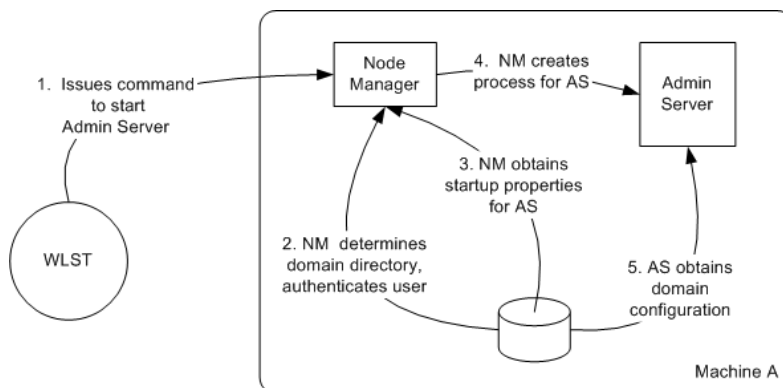 1. Issues command
to start
Admin Server
WLST
Node
Manager
4. NM creates
process for AS
Admin
Server
3. NM obtains
startup properties
for AS
2. NM determines
domain directory,
authenticates user
5. AS obtains
domain
configuration
Machine A